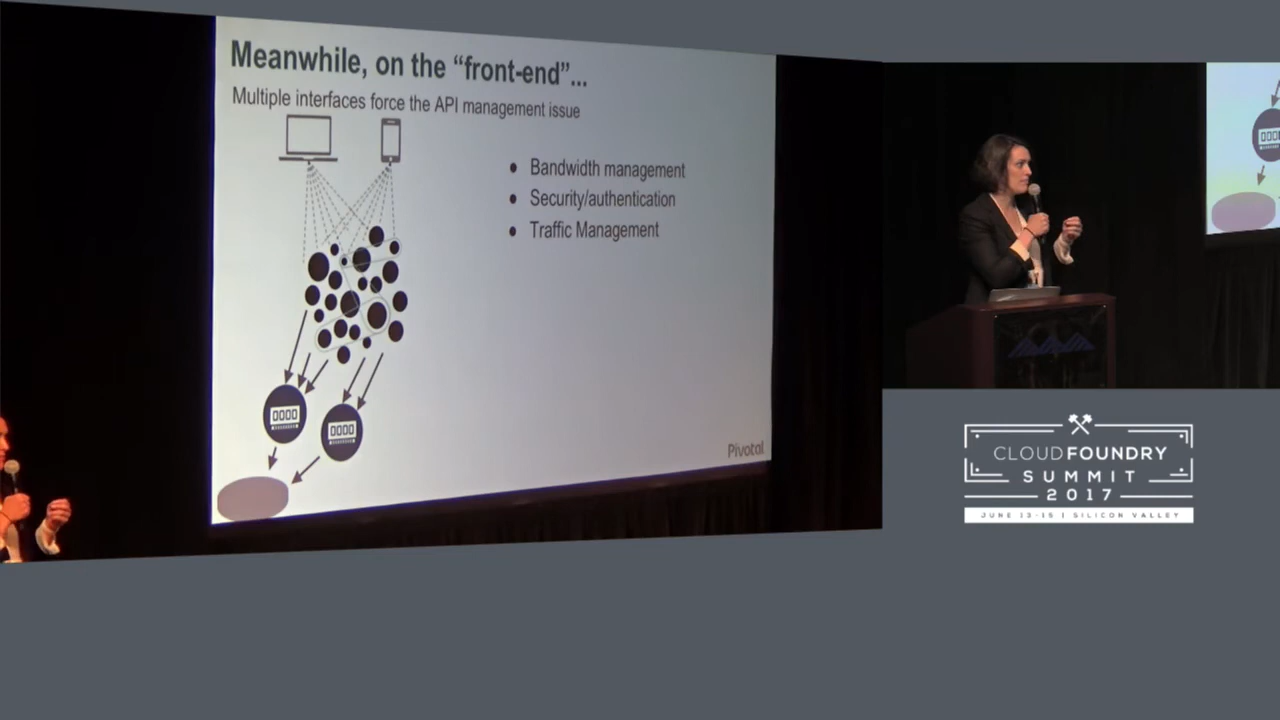 Meanwhile, on the “front-end”...
Multiple interfaces force the API management issue
Bandwidth management
Security/authentication
Traffic Management
Pivotal
CLOUDFOUNDRY
SUMMIT
2017
JUNE 13-15 | SILICON VALLEY